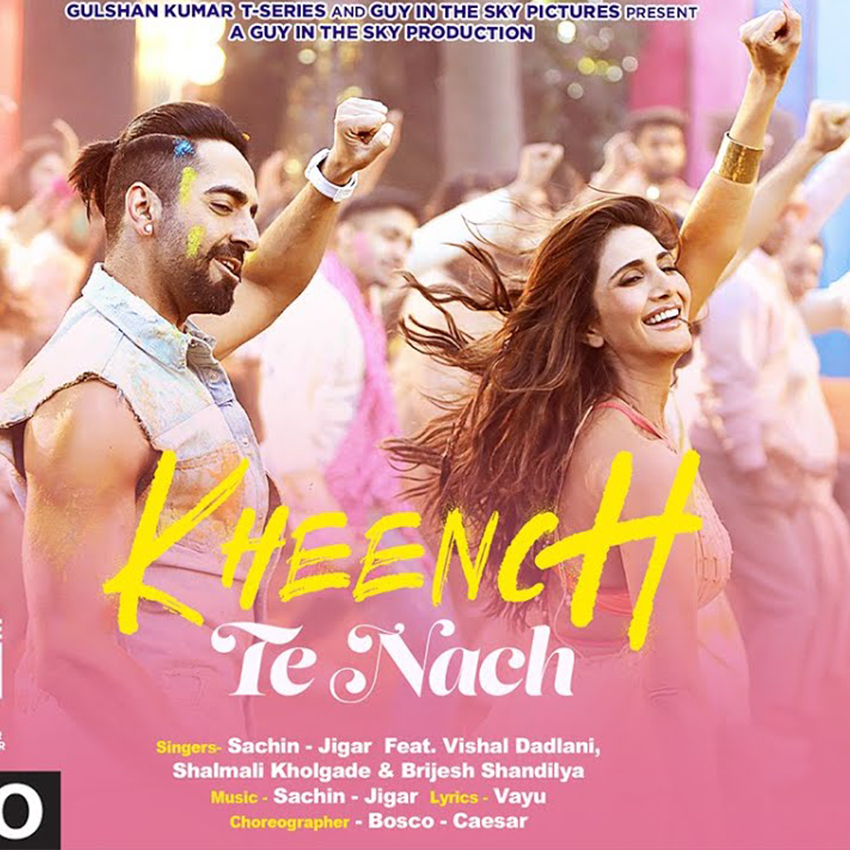 GULSHAN KUMAR T-SERIES AND GUY IN THE SKY PICTURES PRESENT
A GUY IN THE SKY PRODUCTION
KHEENCH
Te Nach
Singers- Sachin - Jigar Feat. Vishal Dadlani,
Shalmali Kholgade & Brijesh Shandilya
Music - Sachin - Jigar Lyrics - Vayu
Choreographer - Bosco - Caesar